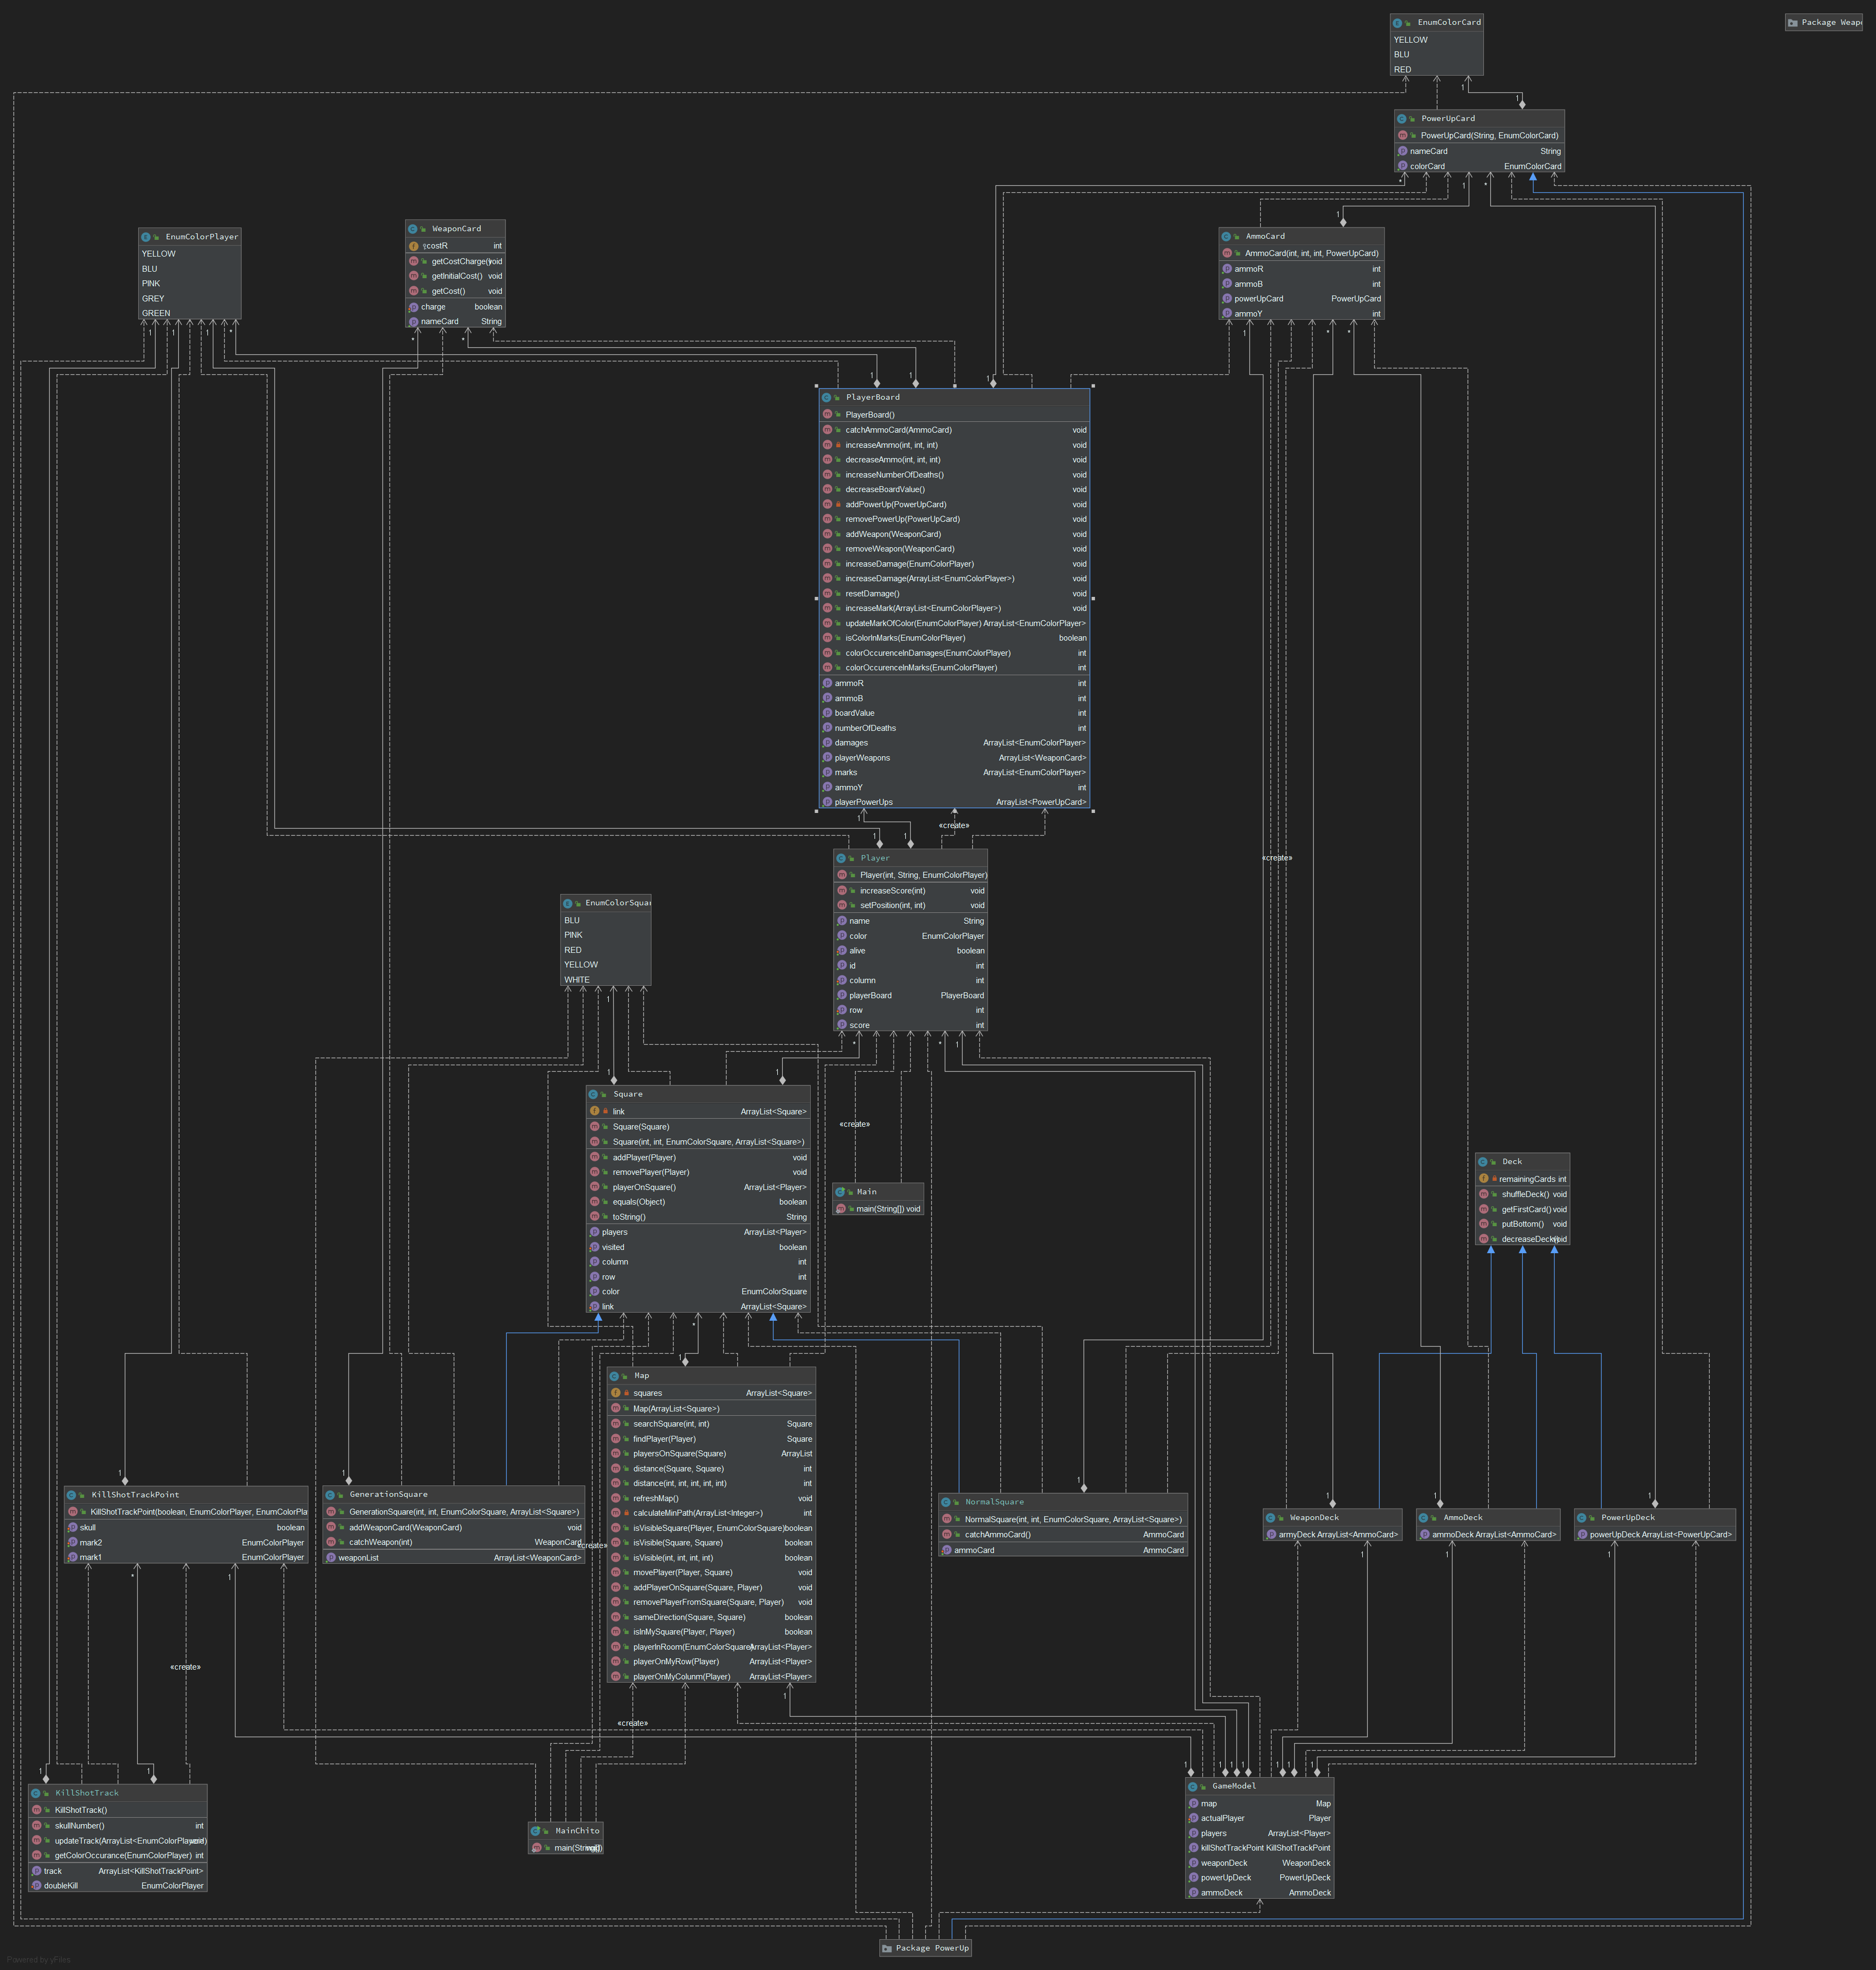 EnumColorCard
YELLOW
BLU
RED
Package Weap
PowerUpCard
PowerUpCard(String, EnumColorCard)
nameCard String
colorCard EnumColorCard
EnumColorPlayer
YELLOW
BLU
PINK
GREY
GREEN
WeaponCard
costR int
getCostCharge() void
getInitialCost() void
getCost() void
charge boolean
nameCard String
AmmoCard
AmmoCard(int, int, int, PowerUpCard)
ammoR int
ammoB int
powerUpCard PowerUpCard
ammoY int
PlayerBoard
PlayerBoard()
catchAmmoCard(AmmoCard) void
increaseAmmo(int, int, int) void
decreaseAmmo(int, int, int) void
increaseNumberOfDeaths() void
decreaseBoardValue() void
addPowerUp(PowerUpCard) void
removePowerUp(PowerUpCard) void
addWeapon(WeaponCard) void
removeWeapon(WeaponCard) void
increaseDamage(EnumColorPlayer) void
increaseDamage(ArrayList<EnumColorPlayer>) void
resetDamage() void
increaseMark(ArrayList<EnumColorPlayer>) void
updateMarkOfColor(EnumColorPlayer) ArrayList<EnumColorPlayer>
isColorInMarks(EnumColorPlayer) boolean
colorOccurenceInDamages(EnumColorPlayer) int
colorOccurenceInMarks(EnumColorPlayer) int
ammoR int
ammoB int
boardValue int
numberOfDeaths int
damages ArrayList<EnumColorPlayer>
playerWeapons ArrayList<WeaponCard>
marks ArrayList<EnumColorPlayer>
ammoY int
playerPowerUps ArrayList<PowerUpCard>
«create»
«create»
Player
Player(int, String, EnumColorPlayer)
increaseScore(int) void
setPosition(int, int) void
name String
color EnumColorPlayer
alive boolean
id int
column int
playerBoard PlayerBoard
row int
score int
EnumColorSquar
BLU
PINK
RED
YELLOW
WHITE
Square
link ArrayList<Square>
Square(Square)
Square(int, int, EnumColorSquare, ArrayList<Square>)
addPlayer(Player) void
removePlayer(Player) void
playerOnSquare() ArrayList<Player>
equals(Object) boolean
toString() String
players ArrayList<Player>
visited boolean
column int
row int
color EnumColorSquare
link ArrayList<Square>
«create»
Main
main(String[]) void
Deck
remainingCards int
shuffleDeck() void
getFirstCard() void
putBottom() void
decreaseDeck() void
Map
squares ArrayList<Square>
Map(ArrayList<Square>)
searchSquare(int, int) Square
findPlayer(Player) Square
playersOnSquare(Square) ArrayList
distance(Square, Square) int
distance(int, int, int, int, int) int
refreshMap() void
calculateMinPath(ArrayList<Integer>) int
isVisibleSquare(Player, EnumColorSquare) boolean
isVisible(Square, Square) boolean
isVisible(int, int, int, int) boolean
movePlayer(Player, Square) void
addPlayerOnSquare(Square, Player) void
removePlayerFromSquare(Square, Player) void
sameDirection(Square, Square) boolean
isInMySquare(Player, Player) boolean
playerInRoom(EnumColorSquare) ArrayList<Player>
playerOnMyRow(Player) ArrayList<Player>
playerOnMyColunm(Player) ArrayList<Player>
KillShotTrackPoint
KillShotTrackPoint(boolean, EnumColorPlayer, EnumColorPla
skull boolean
mark2 EnumColorPlayer
mark1 EnumColorPlayer
GenerationSquare
GenerationSquare(int, int, EnumColorSquare, ArrayList<Square>)
addWeaponCard(WeaponCard) void
catchWeapon(int) WeaponCard
weaponList ArrayList<WeaponCard>
«create»
NormalSquare
NormalSquare(int, int, EnumColorSquare, ArrayList<Square>)
catchAmmoCard() AmmoCard
ammoCard AmmoCard
WeaponDeck
armyDeck ArrayList<AmmoCard>
AmmoDeck
ammoDeck ArrayList<AmmoCard>
PowerUpDeck
powerUpDeck ArrayList<PowerUpCard>
«create»
«create»
KillShotTrack
KillShotTrack()
skullNumber() int
updateTrack(ArrayList<EnumColorPlayer>) void
getColorOccurance(EnumColorPlayer) int
track ArrayList<KillShotTrackPoint>
doubleKill EnumColorPlayer
MainChito
main(String[]) void
GameModel
map Map
actualPlayer Player
players ArrayList<Player>
killShotTrackPoint KillShotTrackPoint
weaponDeck WeaponDeck
powerUpDeck PowerUpDeck
ammoDeck AmmoDeck
Package PowerUp
Powered by yFiles